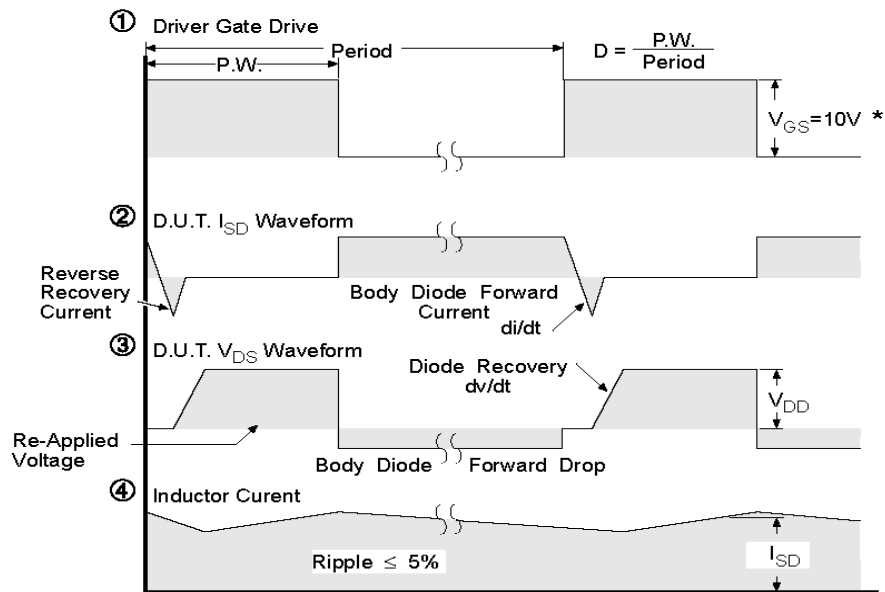 ① Driver Gate Drive
Period
P.W.
D = P.W. / Period
V_GS=10V *
② D.U.T. I_SD Waveform
Reverse
Recovery
Current
Body Diode Forward
Current
di/dt
③ D.U.T. V_DS Waveform
Diode Recovery
dv/dt
V_DD
Re-Applied
Voltage
Body Diode Forward Drop
④ Inductor Curent
Ripple ≤ 5%
I_SD